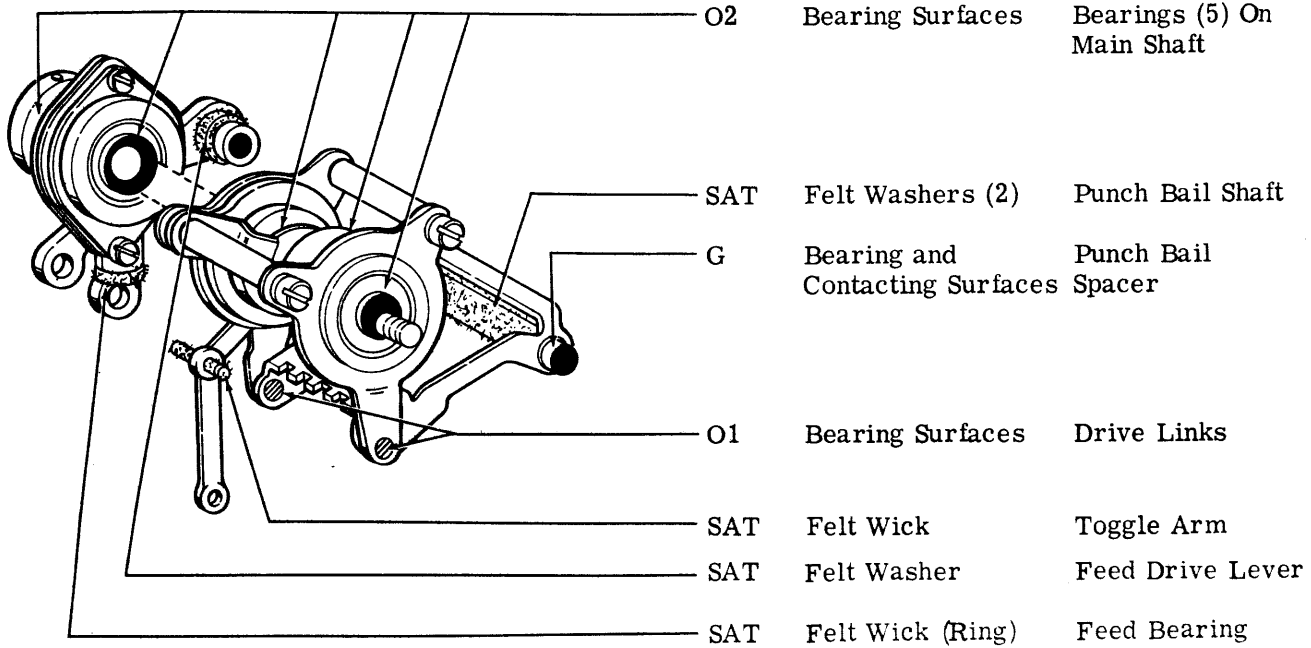 O2 Bearing Surfaces Bearings (5) On
Main Shaft
SAT Felt Washers (2) Punch Bail Shaft
G Bearing and Punch Bail
Contacting Surfaces Spacer
O1 Bearing Surfaces Drive Links
SAT Felt Wick Toggle Arm
SAT Felt Washer Feed Drive Lever
SAT Felt Wick (Ring) Feed Bearing